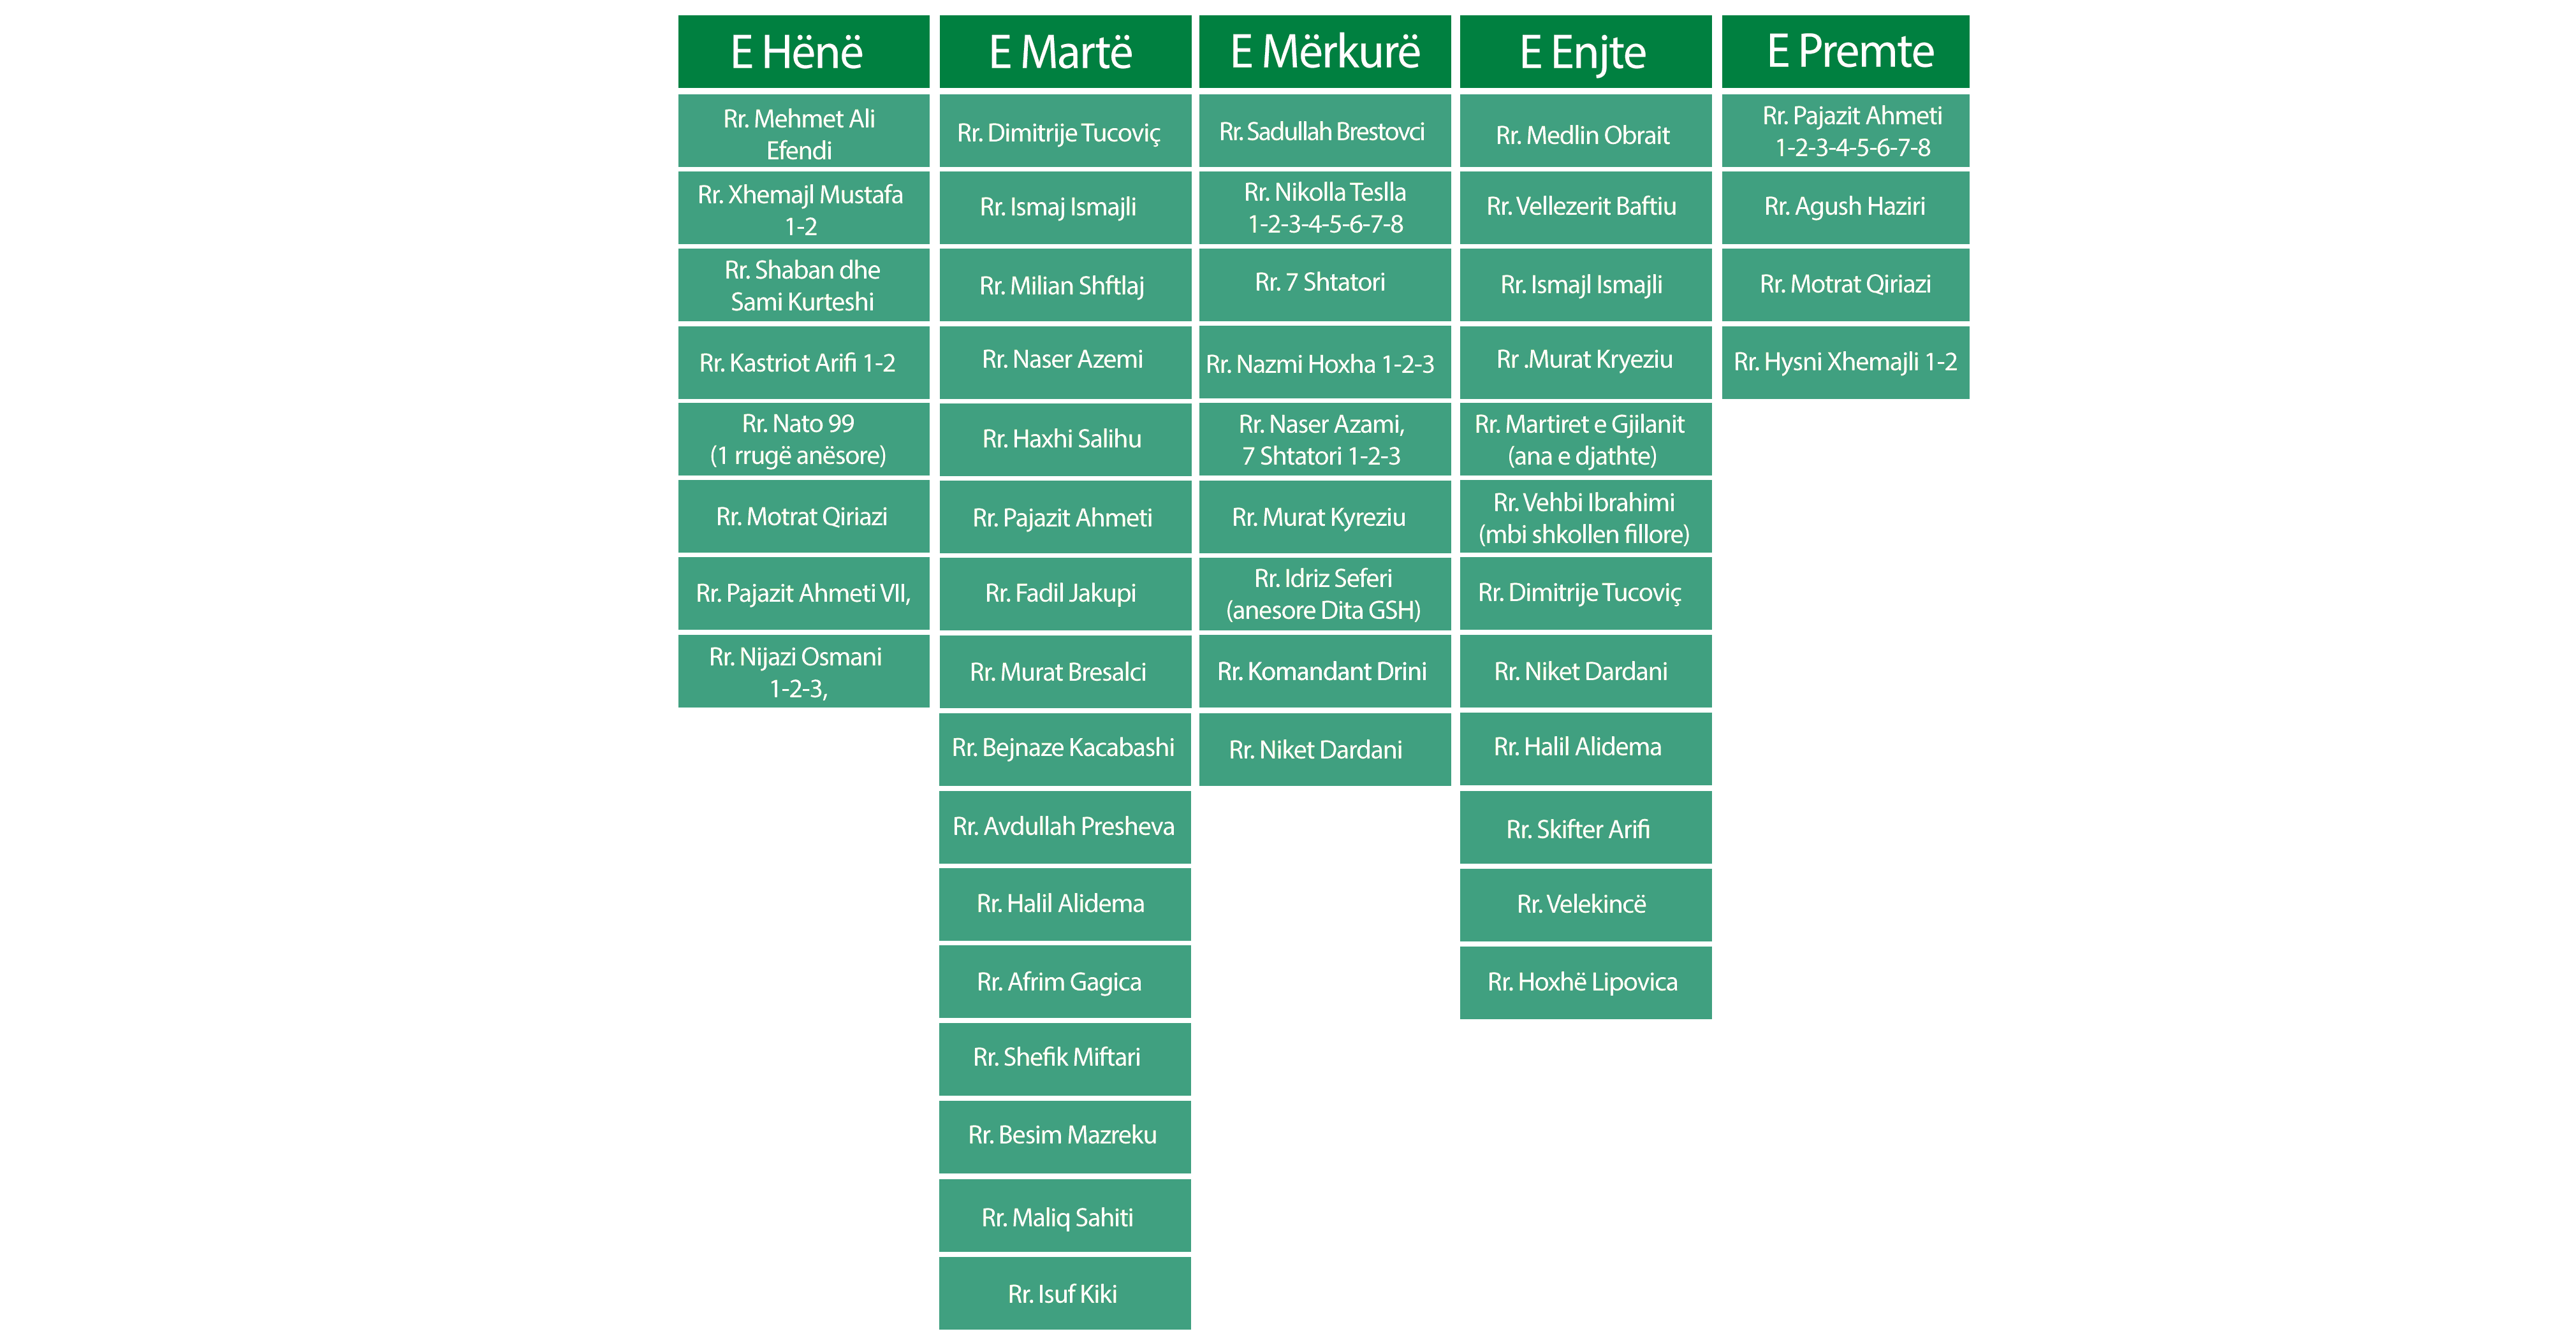 E Hënë
Rr. Mehmet Ali
Efendi
Rr. Xhemajl Mustafa
1-2
Rr. Shaban dhe
Sami Kurteshi
Rr. Kastriot Arifi 1-2
Rr. Nato 99
(1 rrugë anësore)
Rr. Motrat Qiriazi
Rr. Pajazit Ahmeti VII,
Rr. Nijazi Osmani
1-2-3,
E Martë
Rr. Dimitrije Tucoviç
Rr. Ismaj Ismajli
Rr. Milian Shftlaj
Rr. Naser Azemi
Rr. Haxhi Salihu
Rr. Pajazit Ahmeti
Rr. Fadil Jakupi
Rr. Murat Bresalci
Rr. Bejnaze Kacabashi
Rr. Avdullah Presheva
Rr. Halil Alidema
Rr. Afrim Gagica
Rr. Shefik Miftari
Rr. Besim Mazreku
Rr. Maliq Sahiti
Rr. Isuf Kiki
E Mërkurë
Rr. Sadullah Brestovci
Rr. Nikolla Teslla
1-2-3-4-5-6-7-8
Rr. 7 Shtatori
Rr. Nazmi Hoxha 1-2-3
Rr. Naser Azami,
7 Shtatori 1-2-3
Rr. Murat Kyreziu
Rr. Idriz Seferi
(anesore Dita GSH)
Rr. Komandant Drini
Rr. Niket Dardani
E Enjte
Rr. Medlin Obrait
Rr. Vellezerit Baftiu
Rr. Ismajl Ismajli
Rr .Murat Kryeziu
Rr. Martiret e Gjilanit
(ana e djathte)
Rr. Vehbi Ibrahimi
(mbi shkollen fillore)
Rr. Dimitrije Tucoviç
Rr. Niket Dardani
Rr. Halil Alidema
Rr. Skifter Arifi
Rr. Velekincë
Rr. Hoxhë Lipovica
E Premte
Rr. Pajazit Ahmeti
1-2-3-4-5-6-7-8
Rr. Agush Haziri
Rr. Motrat Qiriazi
Rr. Hysni Xhemajli 1-2